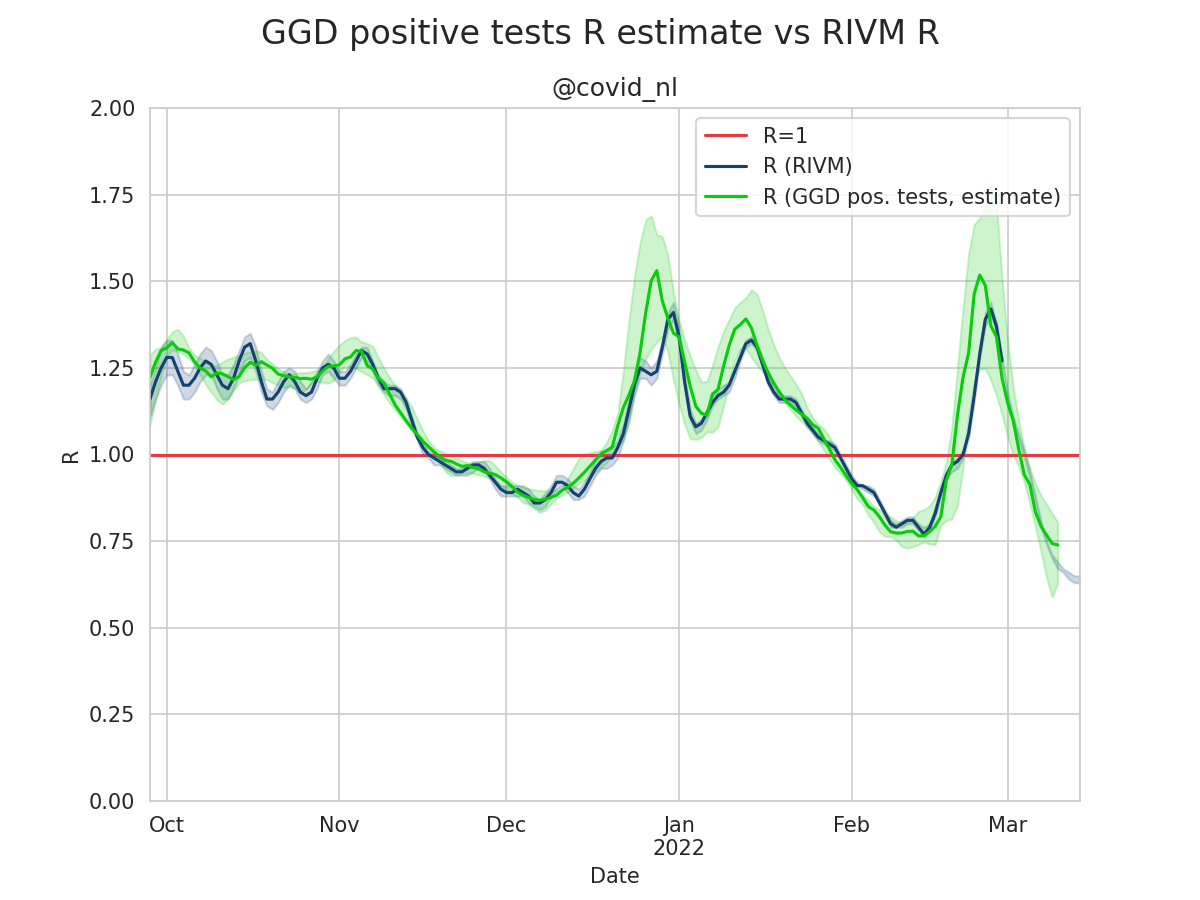 GGD positive tests R estimate vs RIVM R
@covid_nl
R=1
R (RIVM)
R (GGD pos. tests, estimate)
2.00
1.75
1.50
1.25
1.00
0.75
0.50
0.25
0.00
R
Oct Nov Dec Jan Feb Mar
2022
Date